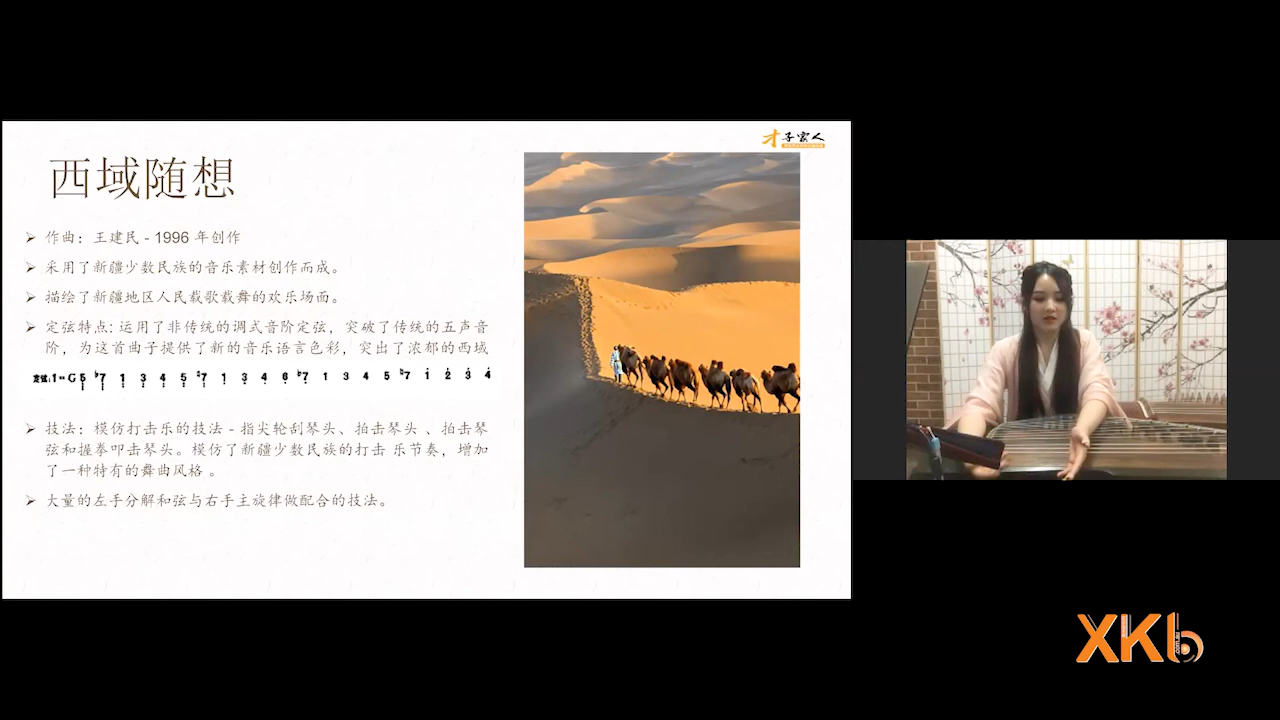 才子云人
西域随想
作曲：王建民 - 1996 年创作
采用了新疆少数民族的音乐素材创作而成。
描绘了新疆地区人民载歌载舞的欢乐场面。
定弦特点: 运用了非传统的调式音阶定弦，突破了传统的五声音
阶，为这首曲子提供了新的音乐语言色彩，突出了浓郁的西域
技法：模仿打击乐的技法 - 指尖轮刮琴头、拍击琴头 、拍击琴
弦和握拳叩击琴头。模仿了新疆少数民族的打击 乐节奏，增加
了一种特有的舞曲风格 。
大量的左手分解和弦与右手主旋律做配合的技法。
XKb